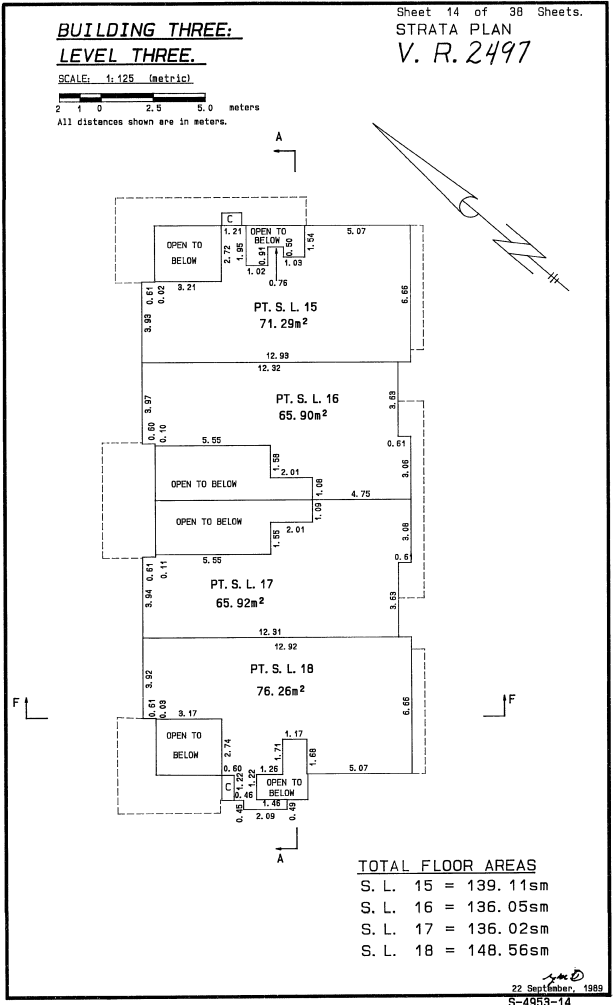 Sheet 14 of 38 Sheets.
STRATA PLAN
V. R. 2497
BUILDING THREE:
LEVEL THREE.
SCALE: 1:125 (metric)
2 1 0 2.5 5.0 meters
All distances shown are in meters.
A
C
1.21
OPEN TO
BELOW
5.07
OPEN TO
BELOW
2.72
1.95
0.91
0.50
1.54
1.02
1.03
0.76
0.61
0.02
3.21
3.93
PT. S. L. 15
71.29m²
6.66
12.93
12.32
3.97
PT. S. L. 16
65.90m²
3.63
0.60
0.10
5.55
0.61
1.58
2.01
3.06
OPEN TO BELOW
1.08
4.75
OPEN TO BELOW
1.09
2.01
3.06
1.55
5.55
0.61
0.11
0.61
PT. S. L. 17
65.92m²
3.94
3.63
12.31
12.92
3.92
PT. S. L. 18
76.26m²
6.66
F
F
0.61
0.03
3.17
OPEN TO
BELOW
2.74
1.17
1.71
1.68
0.60
1.26
5.07
C
1.22
1.22
OPEN TO
BELOW
0.46
1.46
0.45
2.09
0.49
A
TOTAL FLOOR AREAS
S. L. 15 = 139.11sm
S. L. 16 = 136.05sm
S. L. 17 = 136.02sm
S. L. 18 = 148.56sm
22 September, 1989
S-4953-14